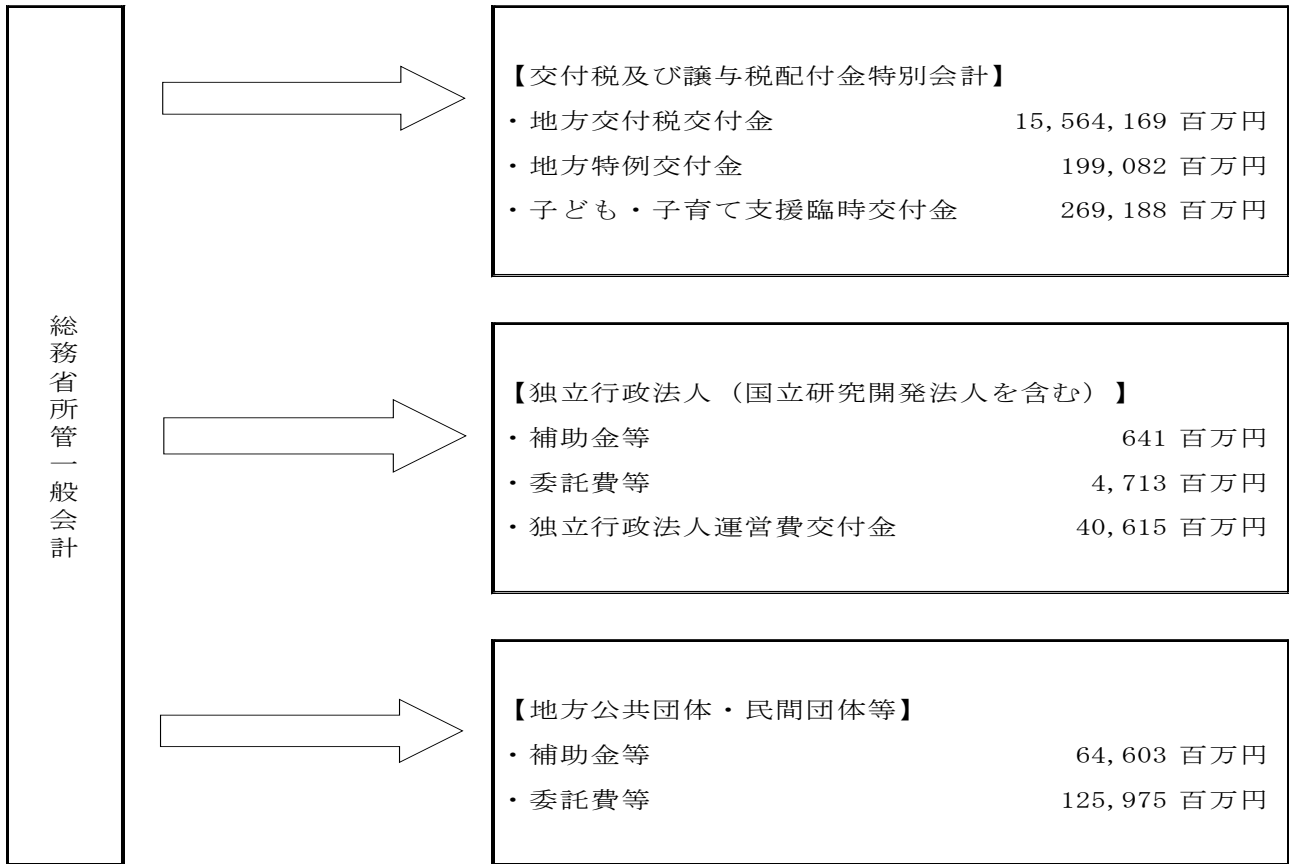 総務省所管一般会計
【交付税及び譲与税配付金特別会計】
・地方交付税交付金 15,564,169 百万円
・地方特例交付金 199,082 百万円
・子ども・子育て支援臨時交付金 269,188 百万円
【独立行政法人（国立研究開発法人を含む）】
・補助金等 641 百万円
・委託費等 4,713 百万円
・独立行政法人運営費交付金 40,615 百万円
【地方公共団体・民間団体等】
・補助金等 64,603 百万円
・委託費等 125,975 百万円